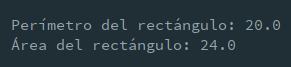 Perímetro del rectángulo: 20.0
Área del rectángulo: 24.0